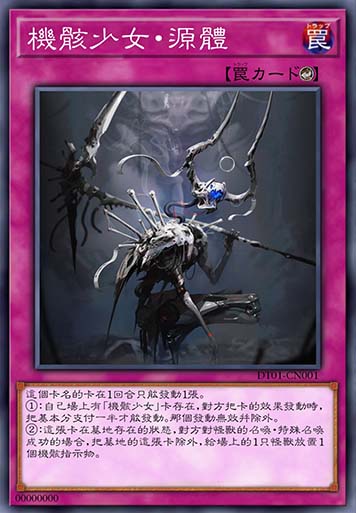 機骸少女·源體
罠
トラップ
【罠カード】
DT01-CN001
這個卡名的卡在1回合只能發動1張。
①:自己場上有「機骸少女」卡存在,對方把卡的效果發動時,
把基本分支付一半才能發動。那個發動無效并除外。
②:這張卡在墓地存在的狀態,對方對怪獸的召喚·特殊召喚
成功的場合,把墓地的這張卡除外,給場上的1只怪獸放置1
個機骸指示物。
00000000